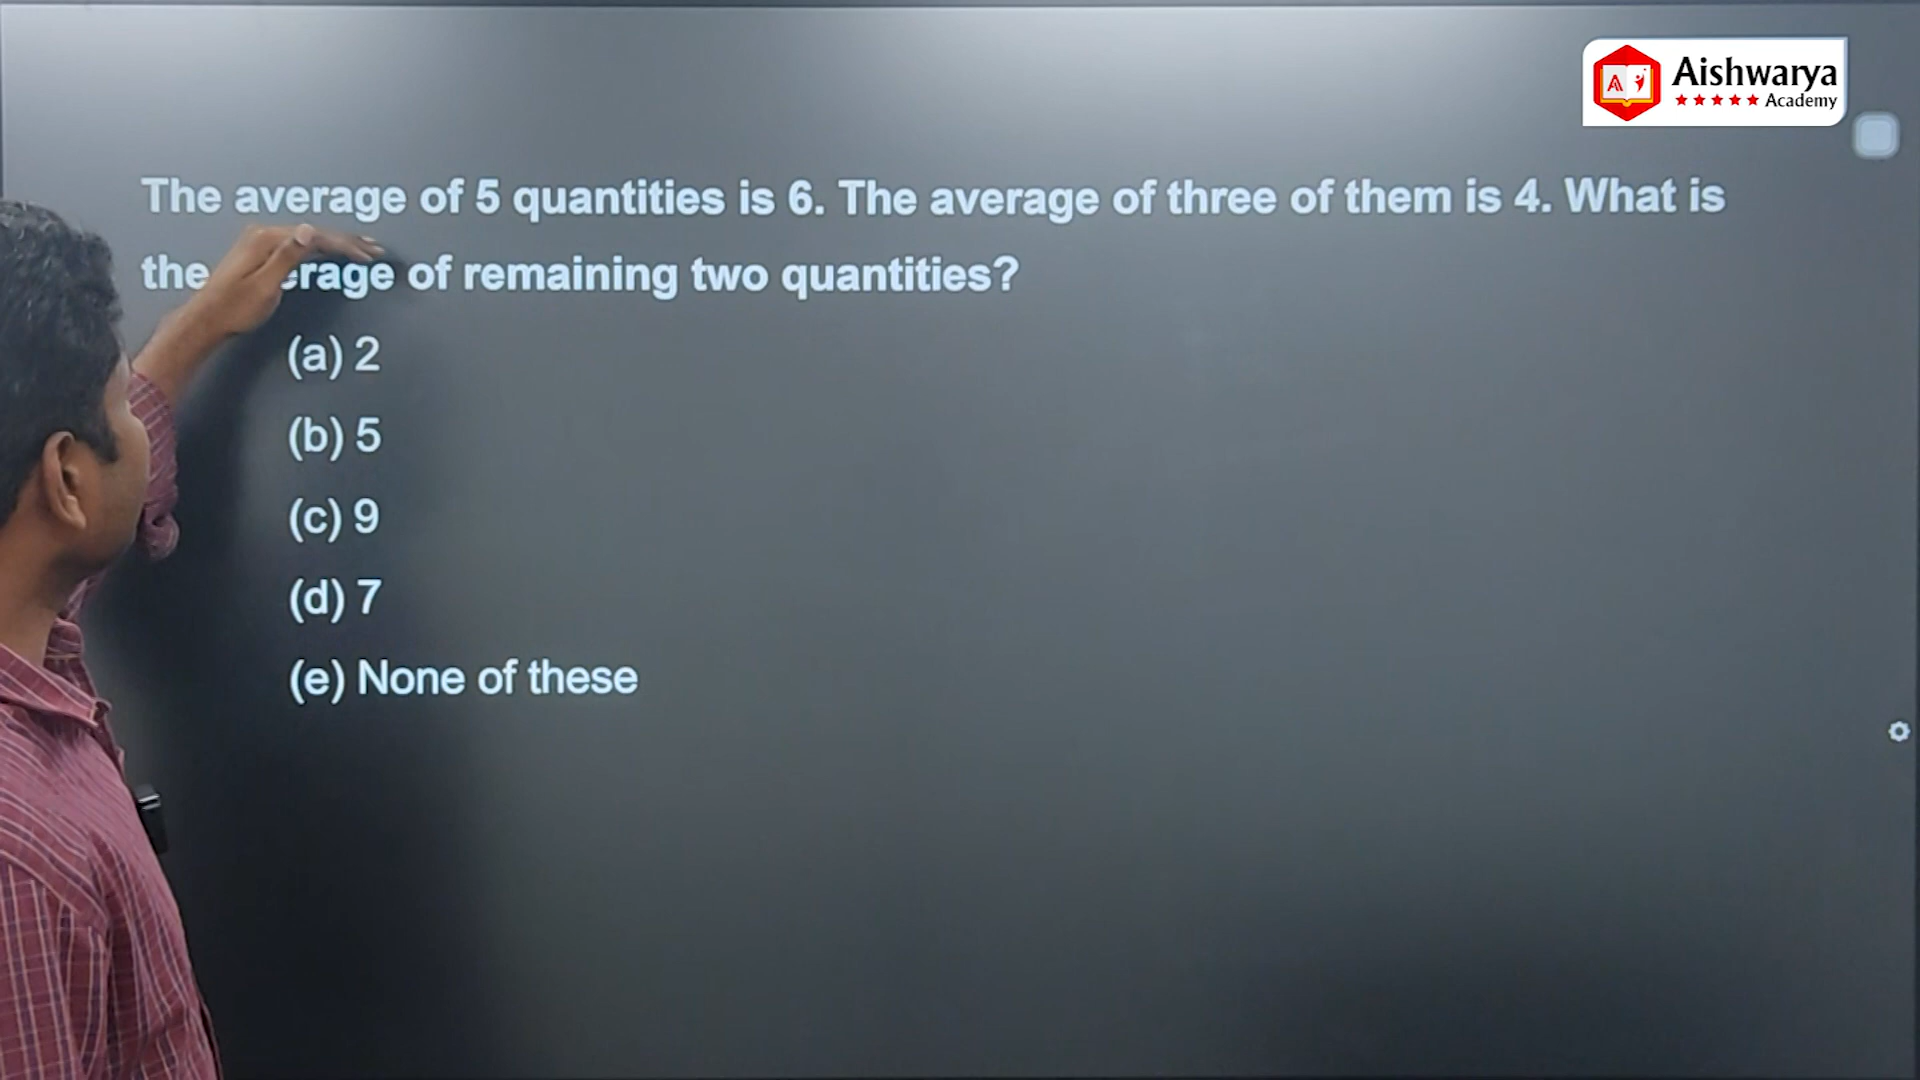 Aishwarya
Academy
The average of 5 quantities is 6. The average of three of them is 4. What is
the erage of remaining two quantities?
(a) 2
(b) 5
(c) 9
(d) 7
(e) None of these